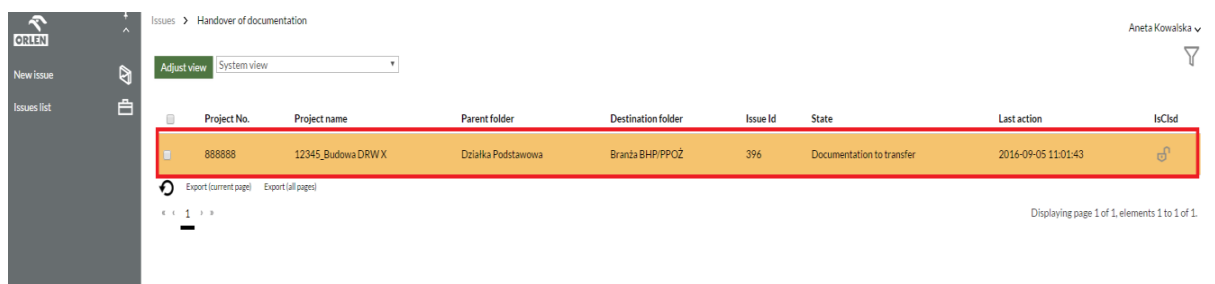 ORLEN
New issue
Issues list
Issues > Handover of documentation
Aneta Kowalska
Adjust view System view
Project No. Project name Parent folder Destination folder Issue Id State Last action IsClsd
888888 12345_Budowa DRW X Działka Podstawowa Branża BHP/PPOŻ 396 Documentation to transfer 2016-09-05 11:01:43
Export (current page) Export (all pages)
« ‹ 1 › »
Displaying page 1 of 1, elements 1 to 1 of 1.